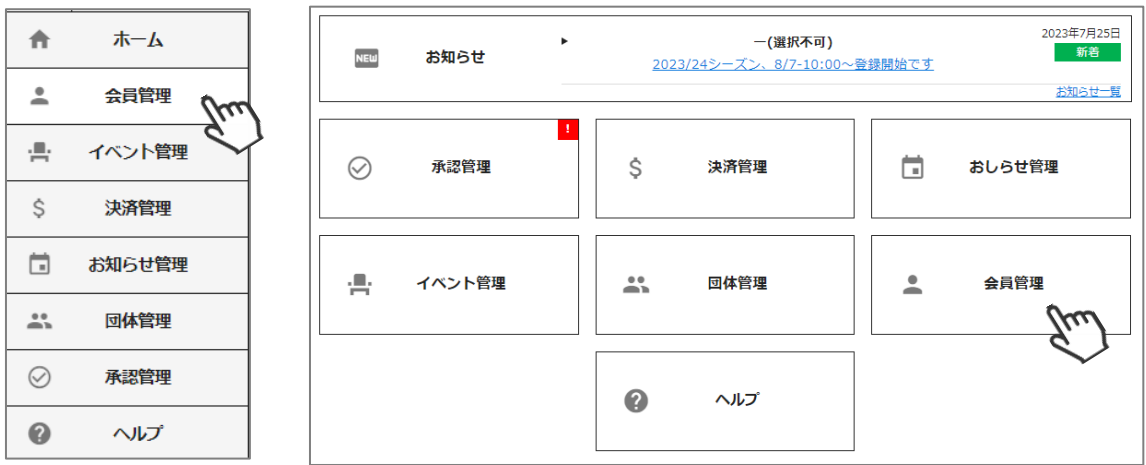 ホーム
会員管理
イベント管理
決済管理
お知らせ管理
団体管理
承認管理
ヘルプ
NEW
お知らせ
ー(選択不可)
2023/24シーズン、8/7-10:00～登録開始です
2023年7月25日
新着
お知らせ一覧
!
承認管理
$
決済管理
おしらせ管理
イベント管理
団体管理
会員管理
?
ヘルプ